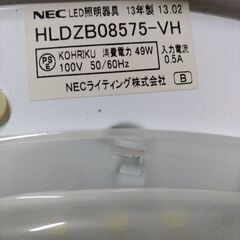 NEC LED照明器具 13年製 13.02
HLDZB08575-VH
PSE KOHRIKU 消費電力 49W 入力電流
100V 50/60Hz 0.5A
NECライティング株式会社 B